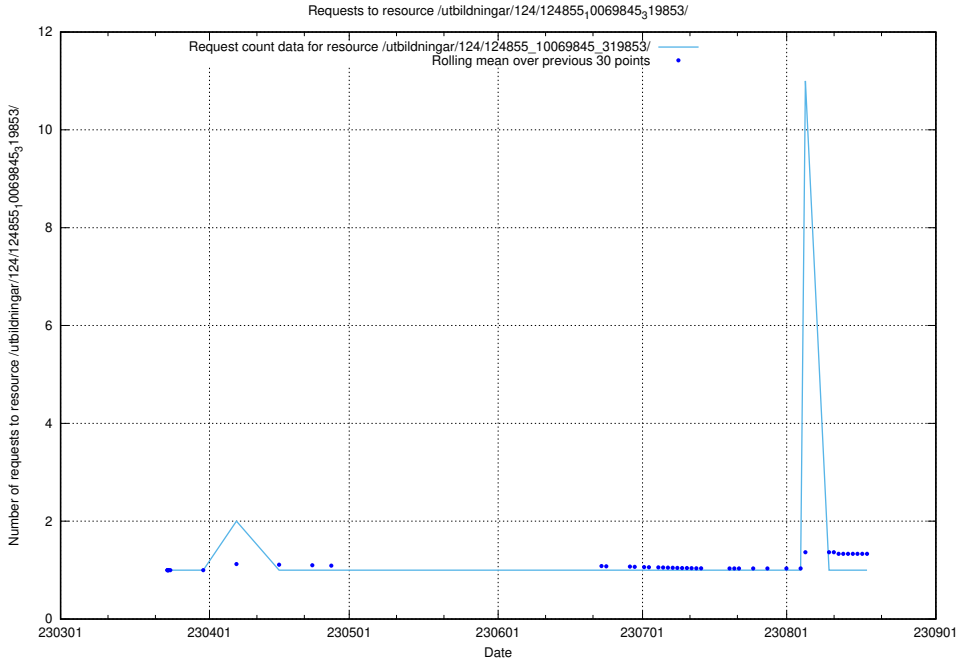 Requests to resource /utbildningar/124/124855₁0069845₃19853/
Request count data for resource /utbildningar/124/124855_10069845_319853/
Rolling mean over previous 30 points
Number of requests to resource /utbildningar/124/124855₁0069845₃19853/
12
10
8
6
4
2
0
230301 230401 230501 230601 230701 230801 230901
Date